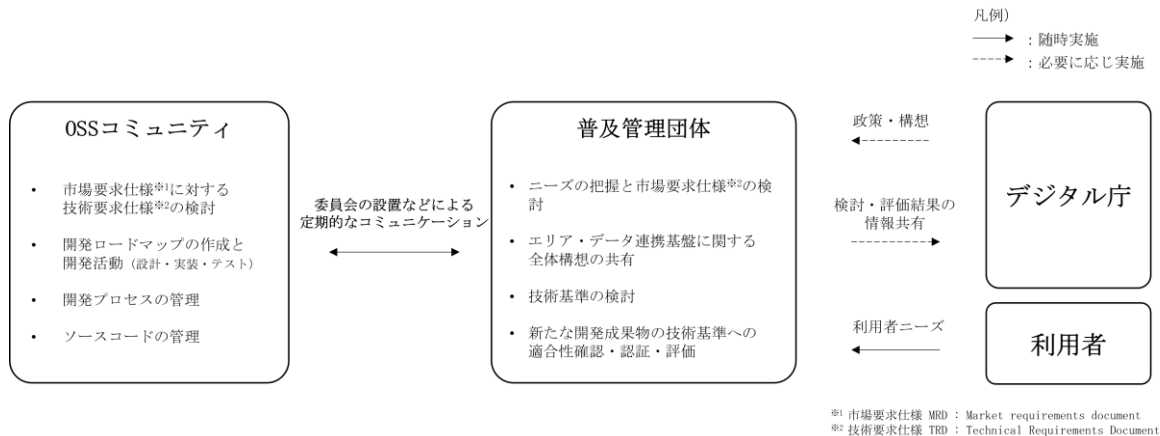 凡例)
：随時実施
：必要に応じ実施
OSSコミュニティ
• 市場要求仕様※1に対する
技術要求仕様※2の検討
• 開発ロードマップの作成と
開発活動（設計・実装・テスト）
• 開発プロセスの管理
• ソースコードの管理
委員会の設置などによる
定期的なコミュニケーション
普及管理団体
• ニーズの把握と市場要求仕様※2の検
討
• エリア・データ連携基盤に関する
全体構想の共有
• 技術基準の検討
• 新たな開発成果物の技術基準への
適合性確認・認証・評価
政策・構想
検討・評価結果の
情報共有
利用者ニーズ
デジタル庁
利用者
※1 市場要求仕様 MRD : Market requirements document
※2 技術要求仕様 TRD : Technical Requirements Document